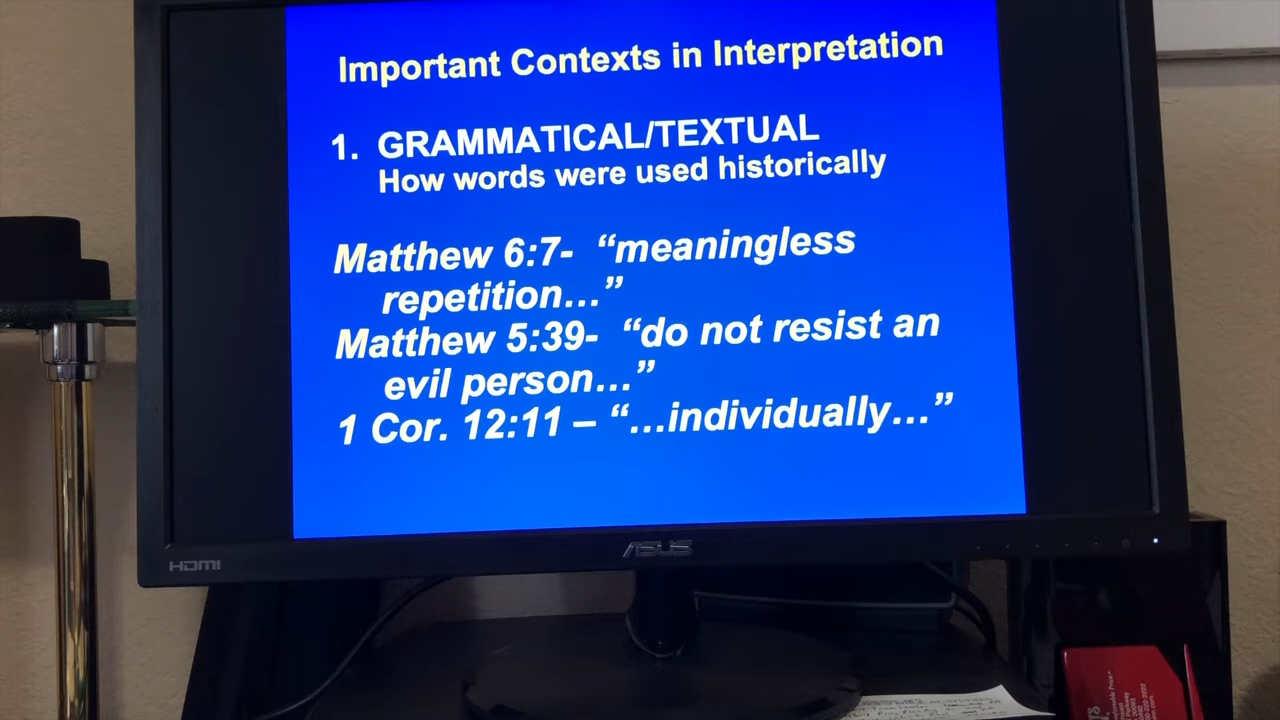 Important Contexts in Interpretation
1. GRAMMATICAL/TEXTUAL
How words were used historically
Matthew 6:7- “meaningless
repetition…”
Matthew 5:39- “do not resist an
evil person…”
1 Cor. 12:11 – “…individually…”
ASUS
HDMI